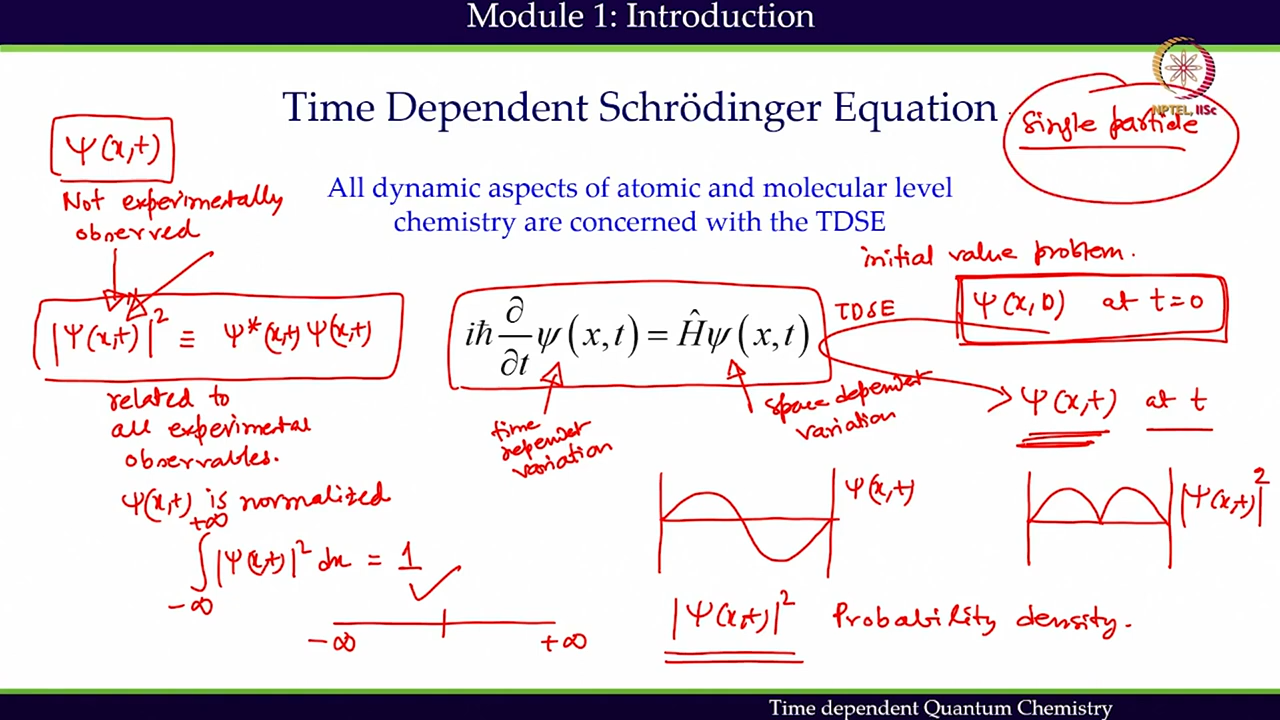 Module 1: Introduction
NPTEL, IISc
Time Dependent Schrödinger Equation
Single particle
Ψ(x,t)
Not experimentally
observed
All dynamic aspects of atomic and molecular level
chemistry are concerned with the TDSE
initial value problem.
Ψ(x,0) at t=0
|Ψ(x,t)|² ≡ Ψ*(x,t) Ψ(x,t)
iħ ∂/∂t ψ(x,t) = Ĥψ(x,t)
TDSE
Ψ(x,t) at t
related to
all experimental
observables.
time
dependent
variation
Space dependent
variation
Ψ(x,t) is normalized
+∞
∫|Ψ(x,t)|² dx = 1
-∞
-∞ +∞
Ψ(x,t)
|Ψ(x,t)|²
|Ψ(x,t)|² Probability density.
Time dependent Quantum Chemistry